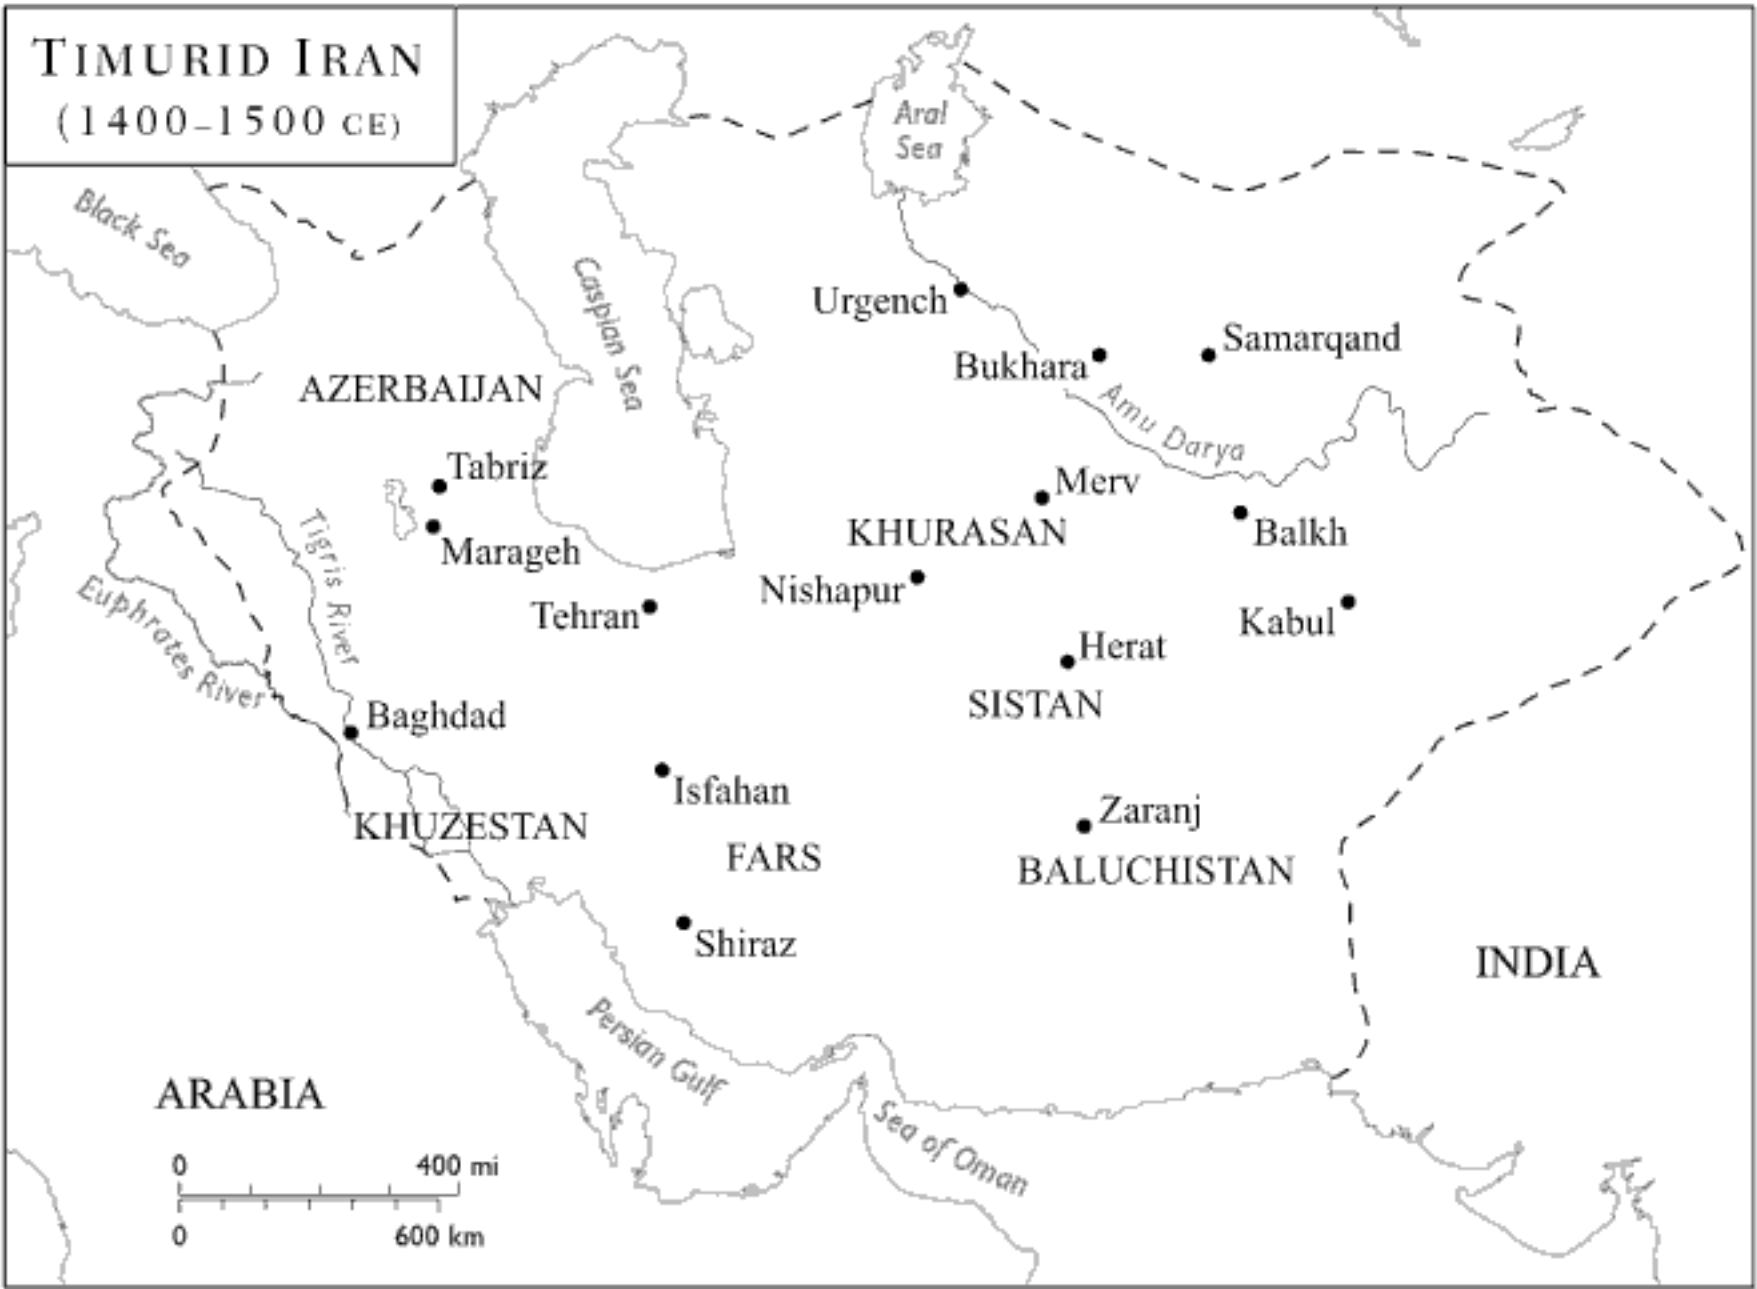 TIMURID IRAN
(1400–1500 CE)
Aral
Sea
Black Sea
Caspian Sea
Urgench
Samarqand
Bukhara
AZERBAIJAN
Amu Darya
Tabriz
Merv
KHURASAN
Balkh
Marageh
Tigris River
Nishapur
Tehran
Kabul
Euphrates River
Herat
SISTAN
Baghdad
Isfahan
Zaranj
KHUZESTAN
FARS
BALUCHISTAN
Shiraz
INDIA
Persian Gulf
ARABIA
Sea of Oman
0 400 mi
0 600 km